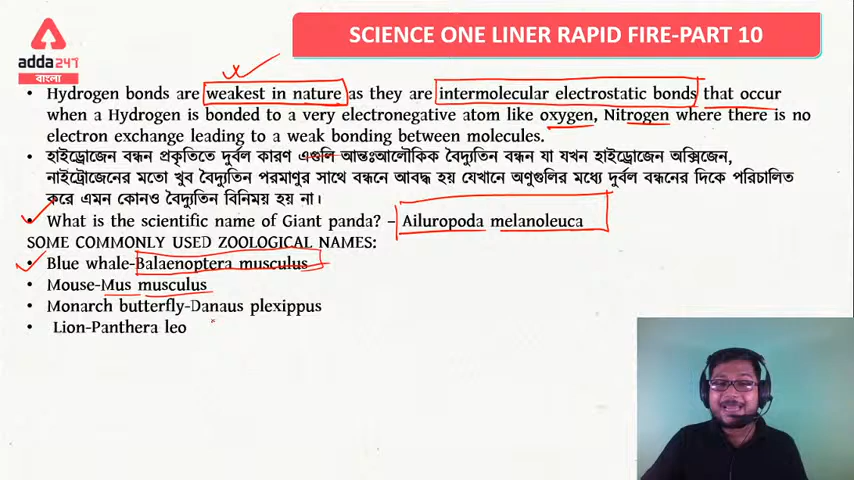 SCIENCE ONE LINER RAPID FIRE-PART 10
adda247
বাংলা
• Hydrogen bonds are weakest in nature as they are intermolecular electrostatic bonds that occur
when a Hydrogen is bonded to a very electronegative atom like oxygen, Nitrogen where there is no
electron exchange leading to a weak bonding between molecules.
• হাইড্রোজেন বন্ধন প্রকৃতিতে দুর্বল কারণ এগুলি আন্তঃআলৌকিক বৈদ্যুতিন বন্ধন যা যখন হাইড্রোজেন অক্সিজেন,
নাইট্রোজেনের মতো খুব বৈদ্যুতিন পরমাণুর সাথে বন্ধনে আবদ্ধ হয় যেখানে অণুগুলির মধ্যে দুর্বল বন্ধনের দিকে পরিচালিত
করে এমন কোনও বৈদ্যুতিন বিনিময় হয় না।
• What is the scientific name of Giant panda? – Ailuropoda melanoleuca
SOME COMMONLY USED ZOOLOGICAL NAMES:
• Blue whale-Balaenoptera musculus
• Mouse-Mus musculus
• Monarch butterfly-Danaus plexippus
• Lion-Panthera leo